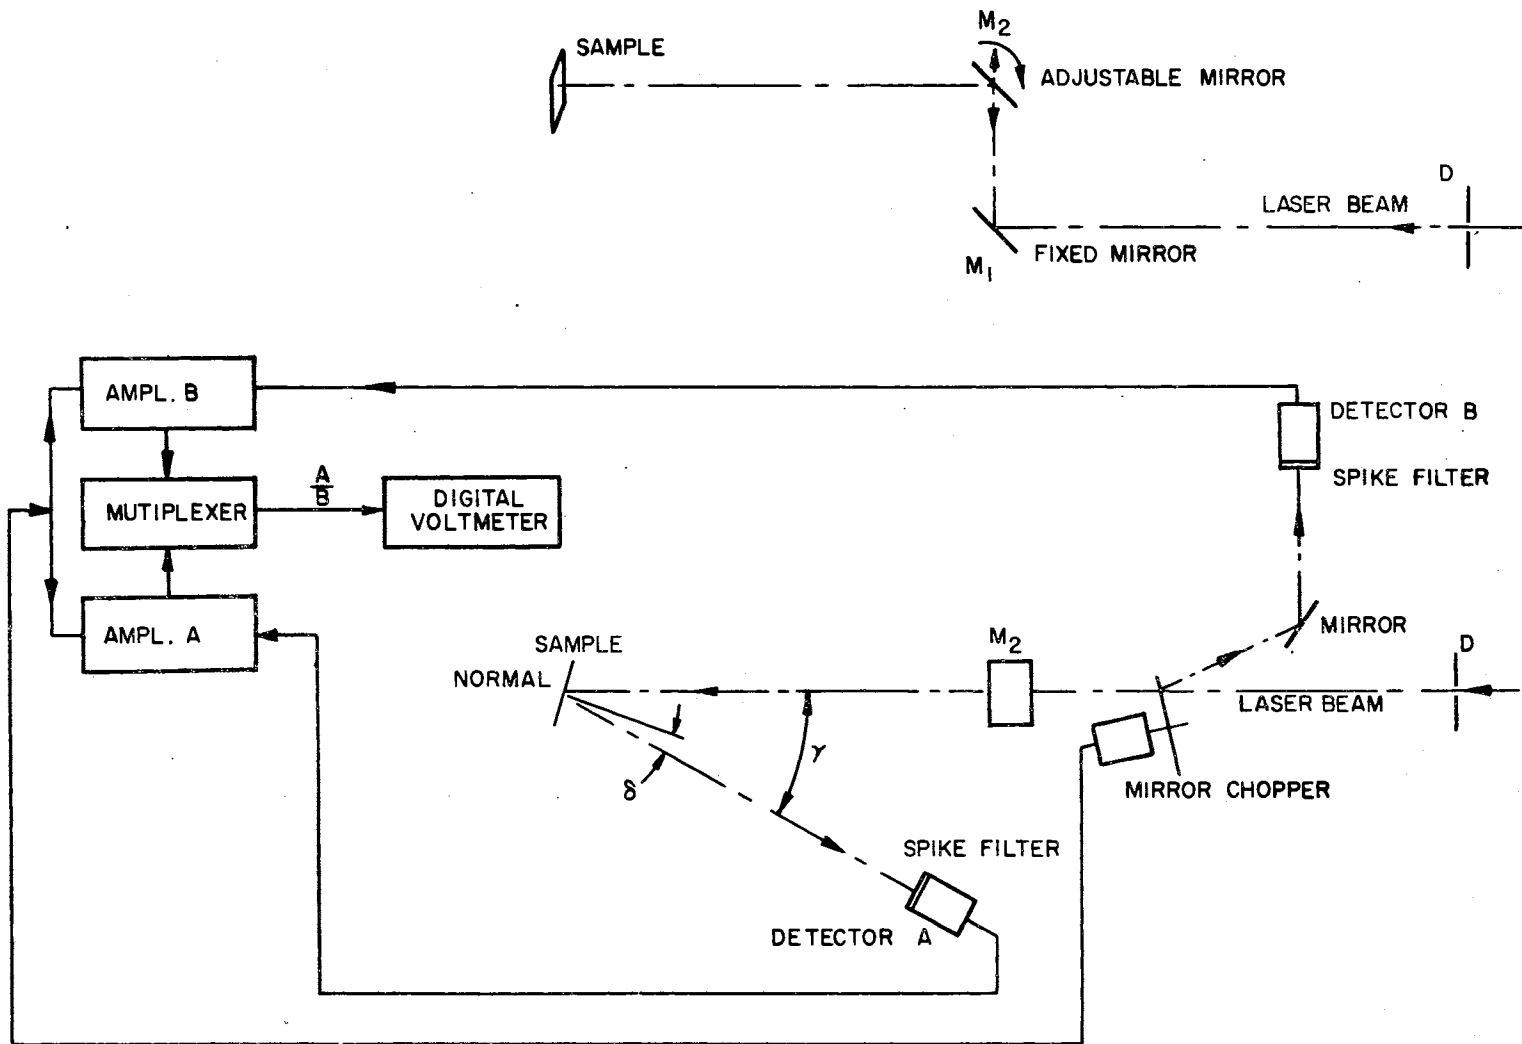 M2
SAMPLE
ADJUSTABLE MIRROR
D
LASER BEAM
FIXED MIRROR
M1
AMPL. B
DETECTOR B
A
B
MUTIPLEXER
DIGITAL
VOLTMETER
SPIKE FILTER
AMPL. A
SAMPLE
NORMAL
M2
MIRROR
D
LASER BEAM
γ
δ
MIRROR CHOPPER
SPIKE FILTER
DETECTOR A